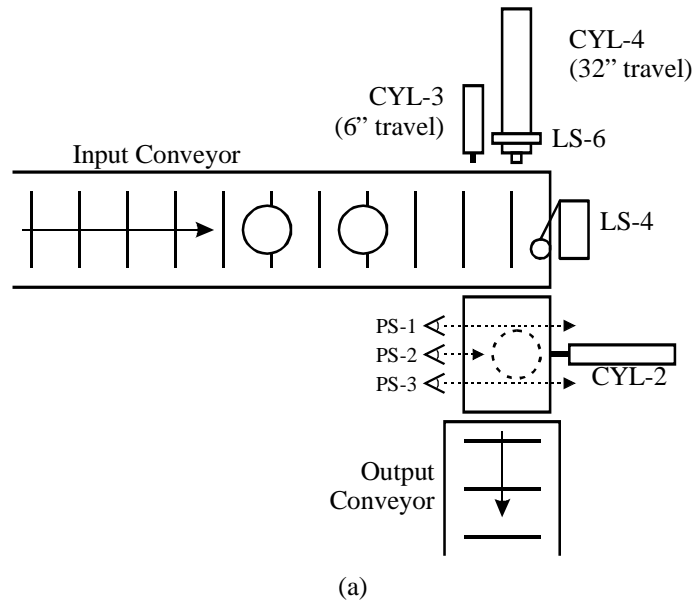 CYL-4
(32” travel)
CYL-3
(6” travel)
LS-6
Input Conveyor
LS-4
PS-1
PS-2
PS-3
CYL-2
Output
Conveyor
(a)